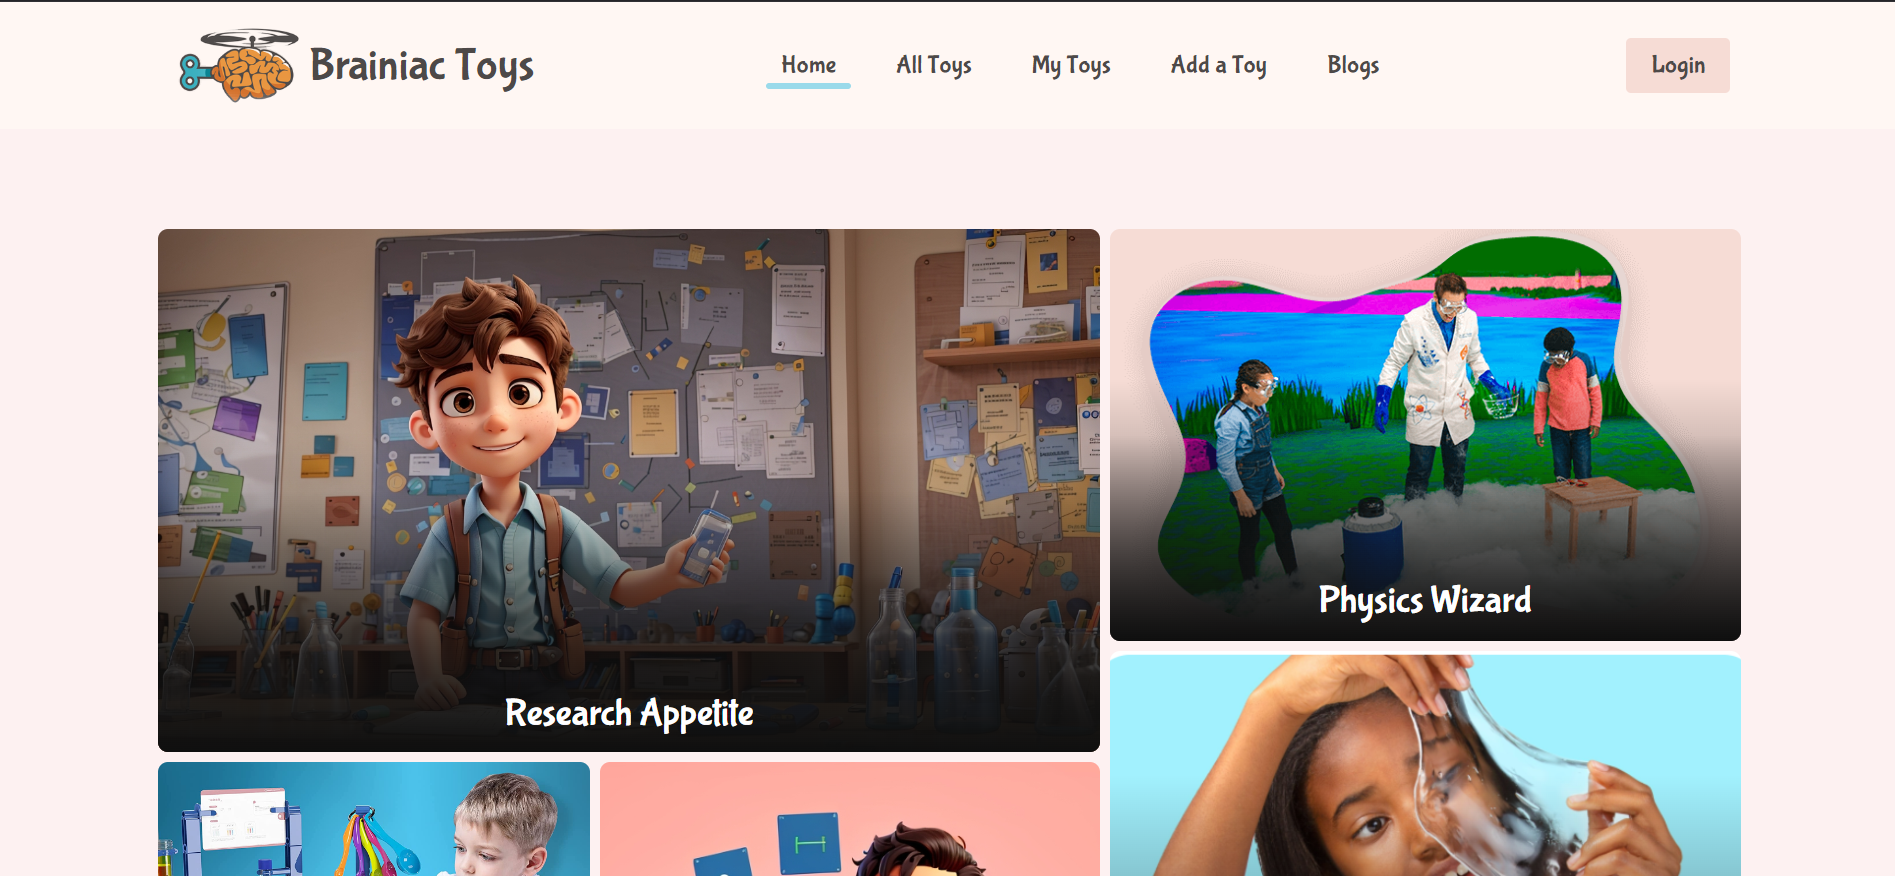 Brainiac Toys
Home
All Toys
My Toys
Add a Toy
Blogs
Login
Research Appetite
Physics Wizard